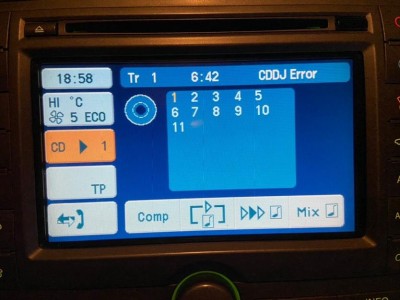 18:58
Tr 1 6:42 CDDJ Error
HI °C
5 ECO
CD 1
1 2 3 4 5
6 7 8 9 10
11
TP
Comp
Mix